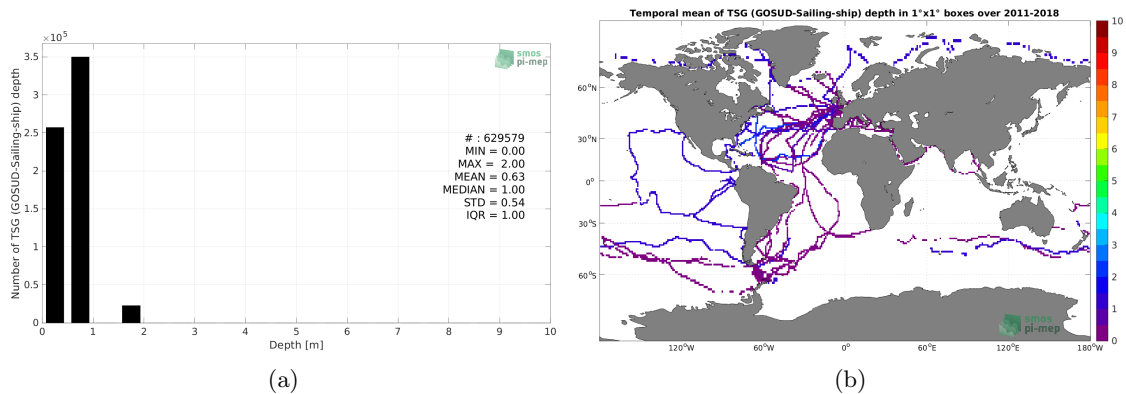 ×10⁵
3.5
3
2.5
2
1.5
1
0.5
0
0 1 2 3 4 5 6 7 8 9 10
Number of TSG (GOSUD-Sailing-ship) depth
Depth [m]
smos
pi-mep
# : 629579
MIN = 0.00
MAX = 2.00
MEAN = 0.63
MEDIAN = 1.00
STD = 0.54
IQR = 1.00
(a)
Temporal mean of TSG (GOSUD-Sailing-ship) depth in 1°x1° boxes over 2011-2018
60°N
30°N
0°
30°S
60°S
120°W 60°W 0° 60°E 120°E 180°W
smos
pi-mep
10
9
8
7
6
5
4
3
2
1
0
(b)